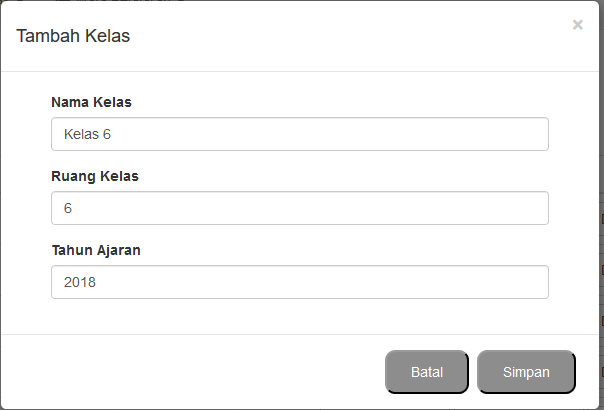 Tambah Kelas
×
Nama Kelas
Kelas 6
Ruang Kelas
6
Tahun Ajaran
2018
Batal Simpan